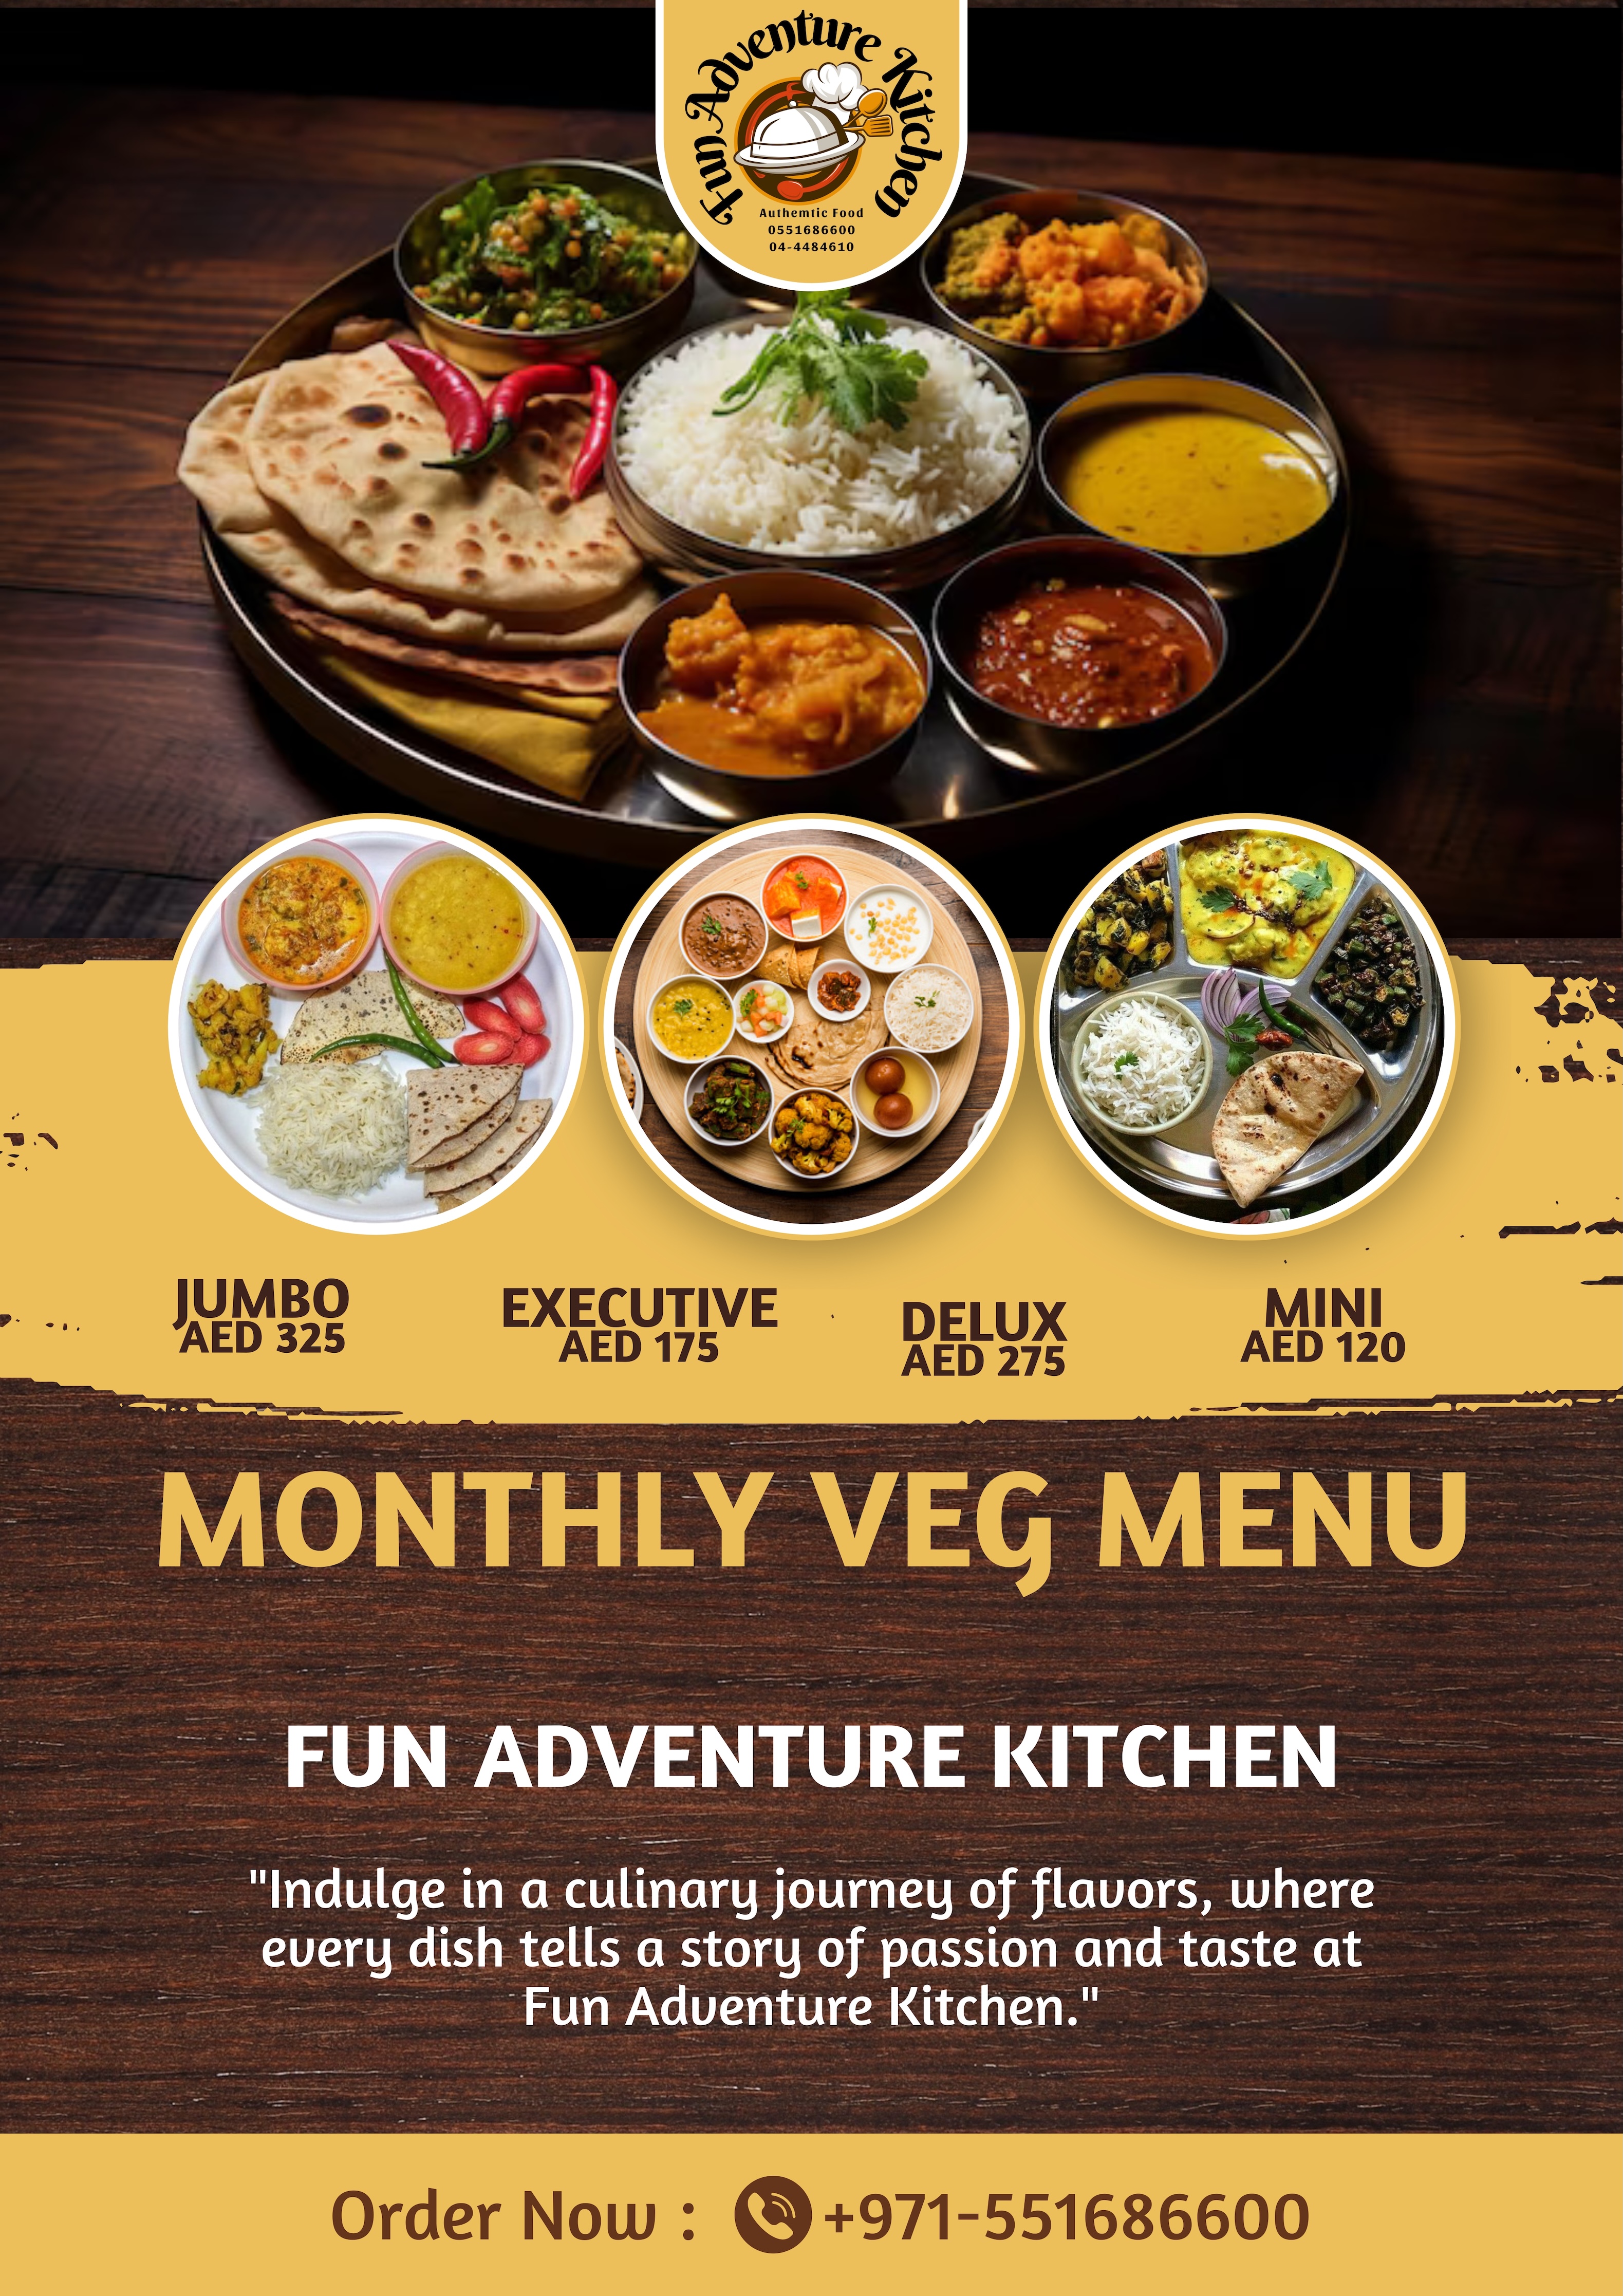 Fun Adventure Kitchen
Authemtic Food
0551686600
04-4484610
JUMBO
AED 325
EXECUTIVE
AED 175
DELUX
AED 275
MINI
AED 120
MONTHLY VEG MENU
FUN ADVENTURE KITCHEN
"Indulge in a culinary journey of flavors, where
every dish tells a story of passion and taste at
Fun Adventure Kitchen."
Order Now : +971-551686600